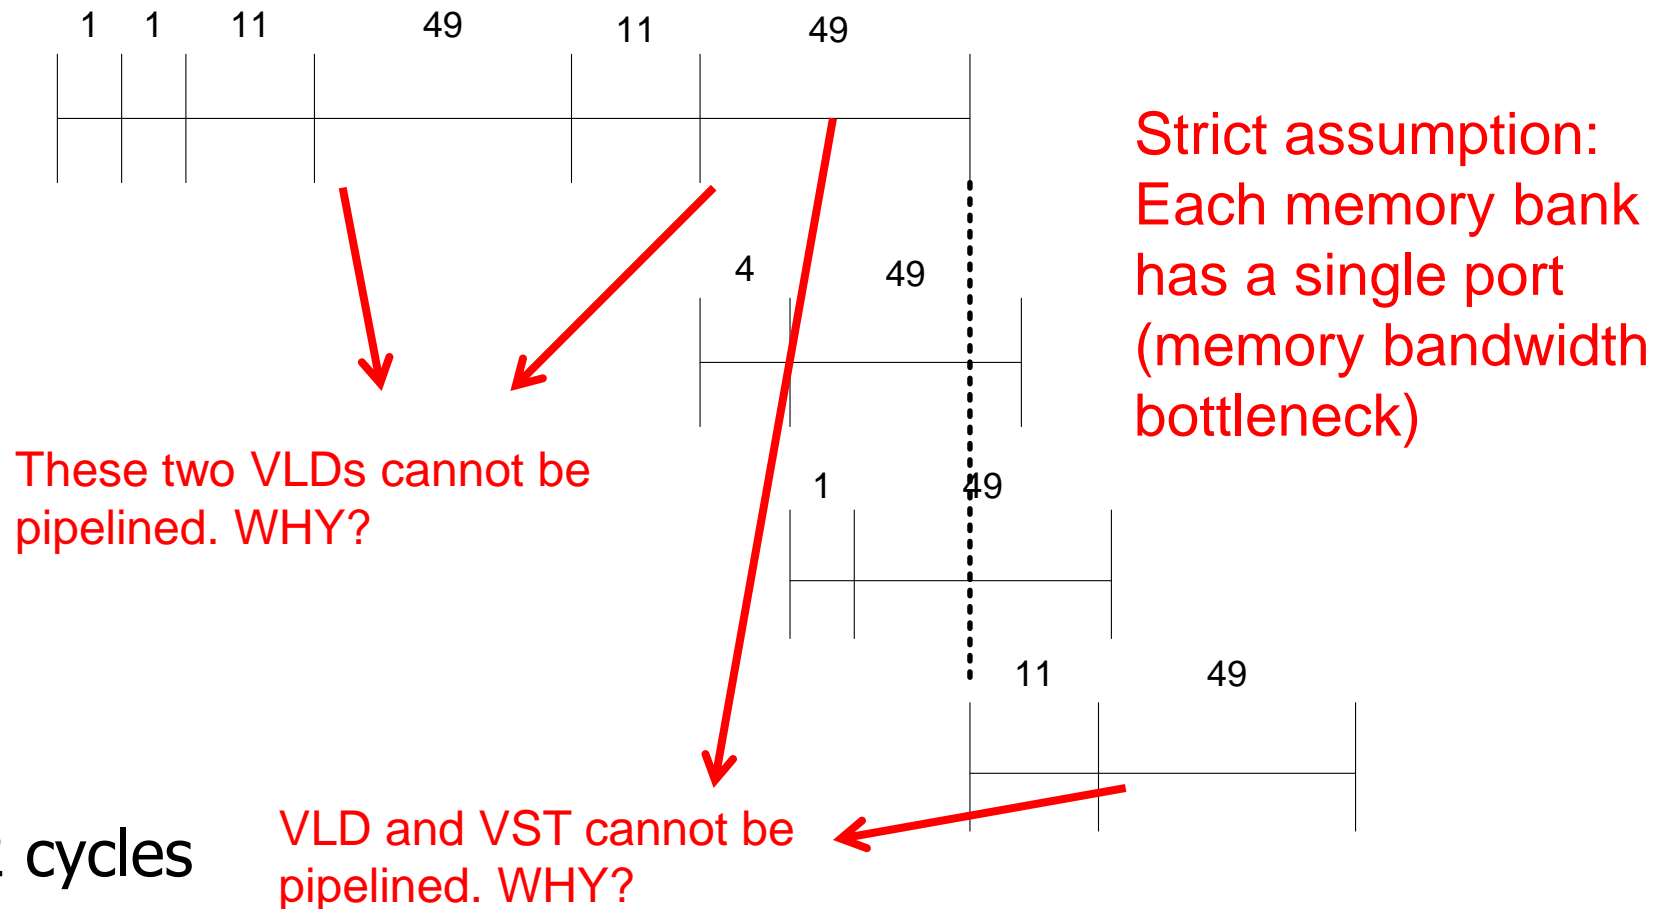 1 1 11 49 11 49
Strict assumption:
Each memory bank
has a single port
(memory bandwidth
bottleneck)
4 49
These two VLDs cannot be
pipelined. WHY?
1 49
11 49
VLD and VST cannot be
pipelined. WHY?
cycles